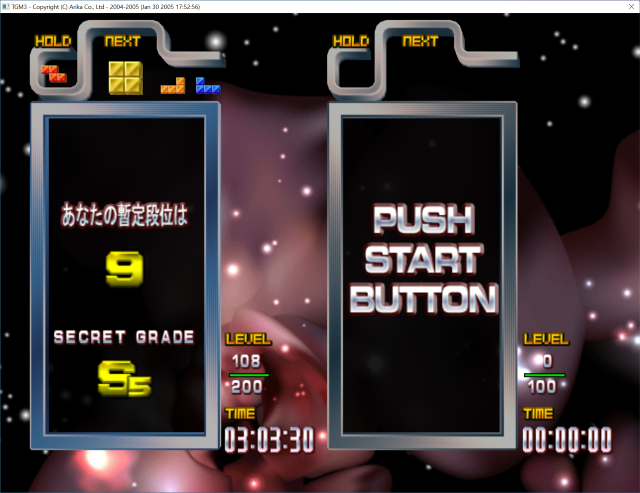 TGM3 - Copyright (C) Arika Co., Ltd - 2004-2005 (Jan 30 2005 17:52:56)
HOLD NEXT
あなたの暫定段位は
9
SECRET GRADE
S5
LEVEL
108
200
TIME
03:03:30
HOLD NEXT
PUSH
START
BUTTON
LEVEL
0
100
TIME
00:00:00